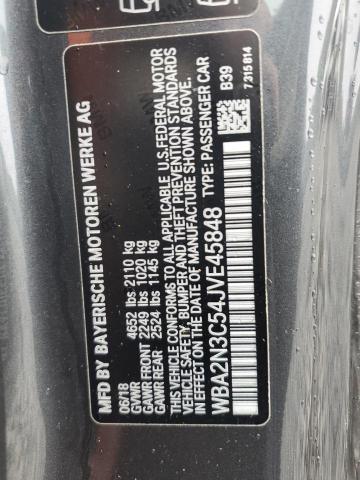 MFD BY BAYERISCHE MOTOREN WERKE AG
06/18
GVWR 4652 lbs 2110 kg
GAWR FRONT 2249 lbs 1020 kg
GAWR REAR 2524 lbs 1145 kg
THIS VEHICLE CONFORMS TO ALL APPLICABLE U.S. FEDERAL MOTOR
VEHICLE SAFETY, BUMPER AND THEFT PREVENTION STANDARDS
IN EFFECT ON THE DATE OF MANUFACTURE SHOWN ABOVE.
WBA2N3C54JVE45848 TYPE: PASSENGER CAR
B39
7315814